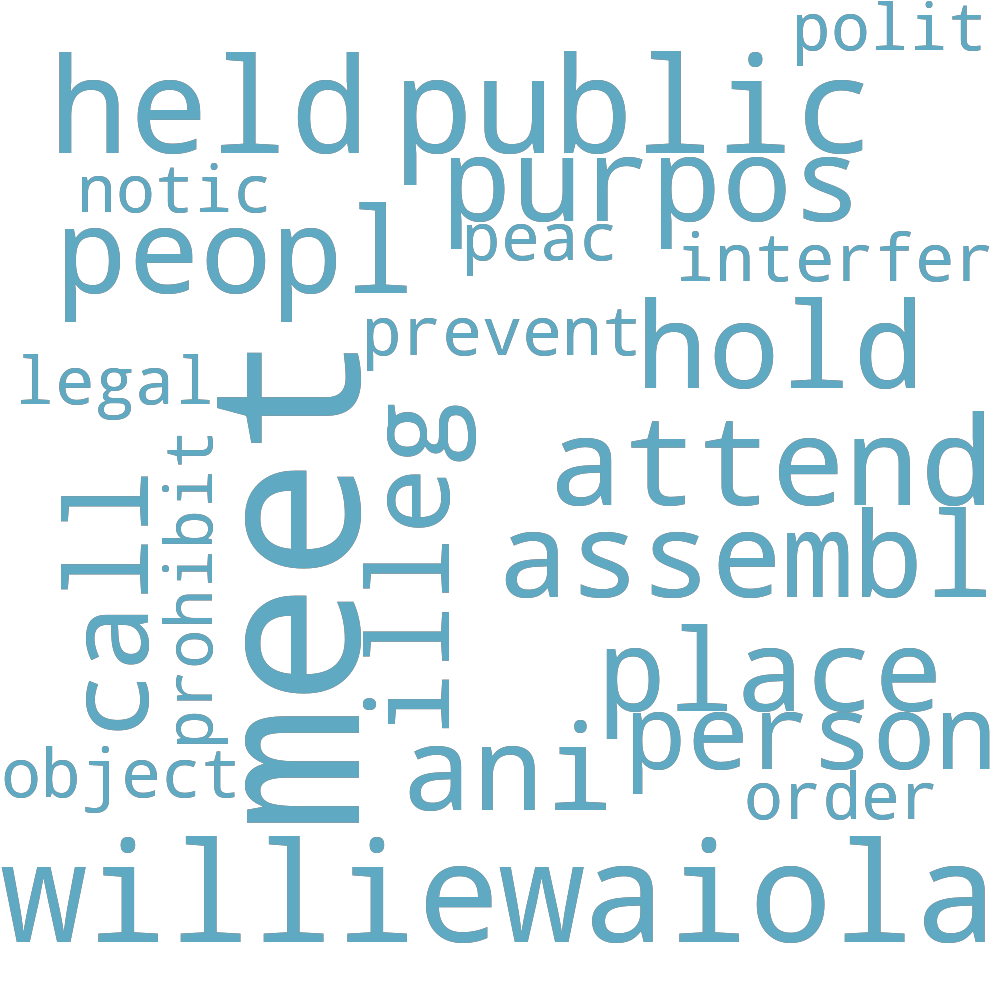 polit
held public
notic
purpos
peopl
peac
interfer
prevent
hold
legal
meet
illeg
attend
call
prohibit
assembl
place
person
object
ani
order
williewaiola